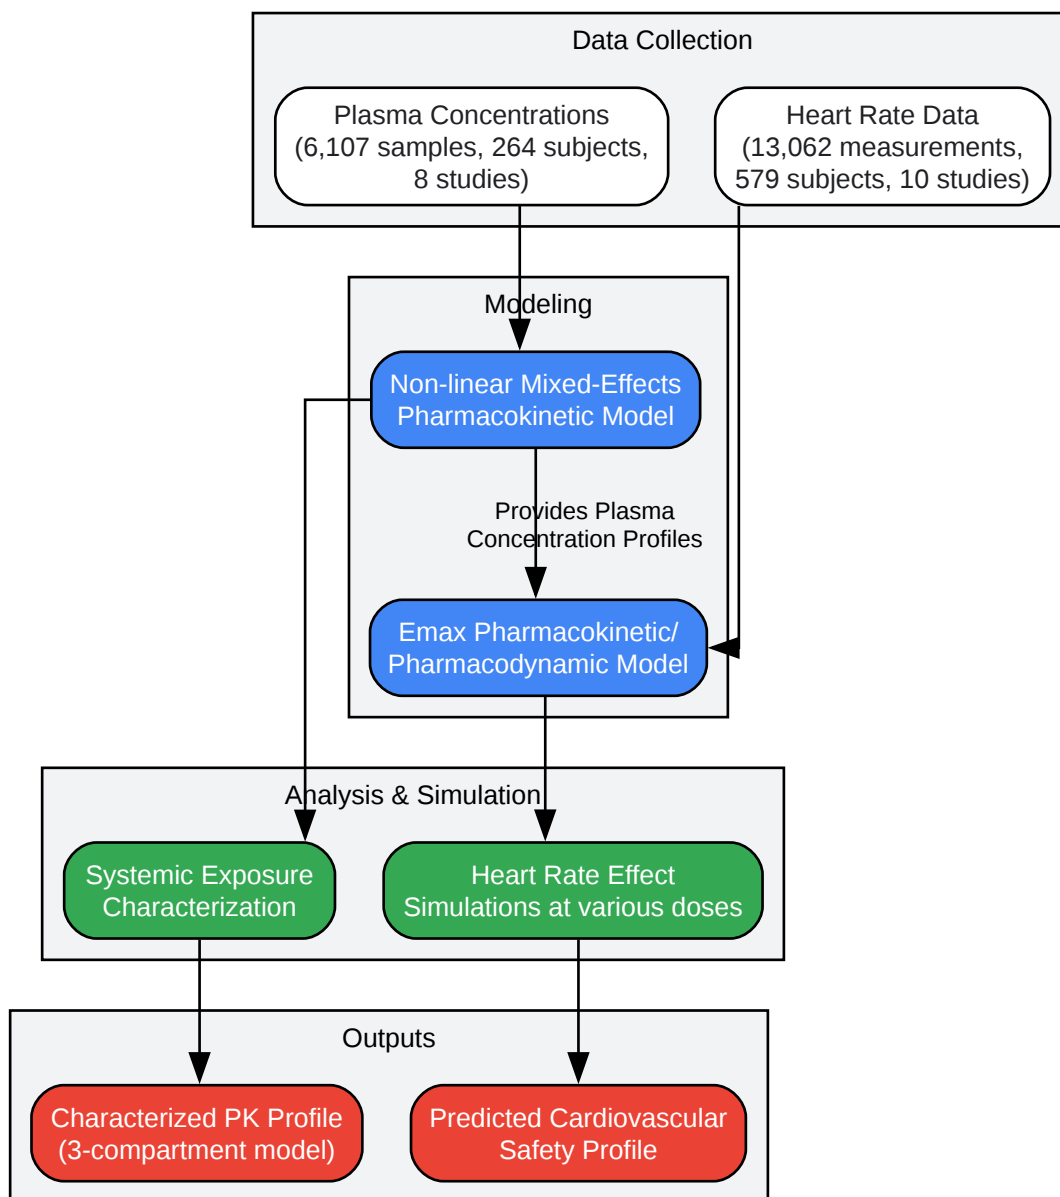 Data Collection
Plasma Concentrations
(6,107 samples, 264 subjects,
8 studies)
Heart Rate Data
(13,062 measurements,
579 subjects, 10 studies)
Modeling
Non-linear Mixed-Effects
Pharmacokinetic Model
Provides Plasma
Concentration Profiles
Emax Pharmacokinetic/
Pharmacodynamic Model
Analysis & Simulation
Systemic Exposure
Characterization
Heart Rate Effect
Simulations at various doses
Outputs
Characterized PK Profile
(3-compartment model)
Predicted Cardiovascular
Safety Profile